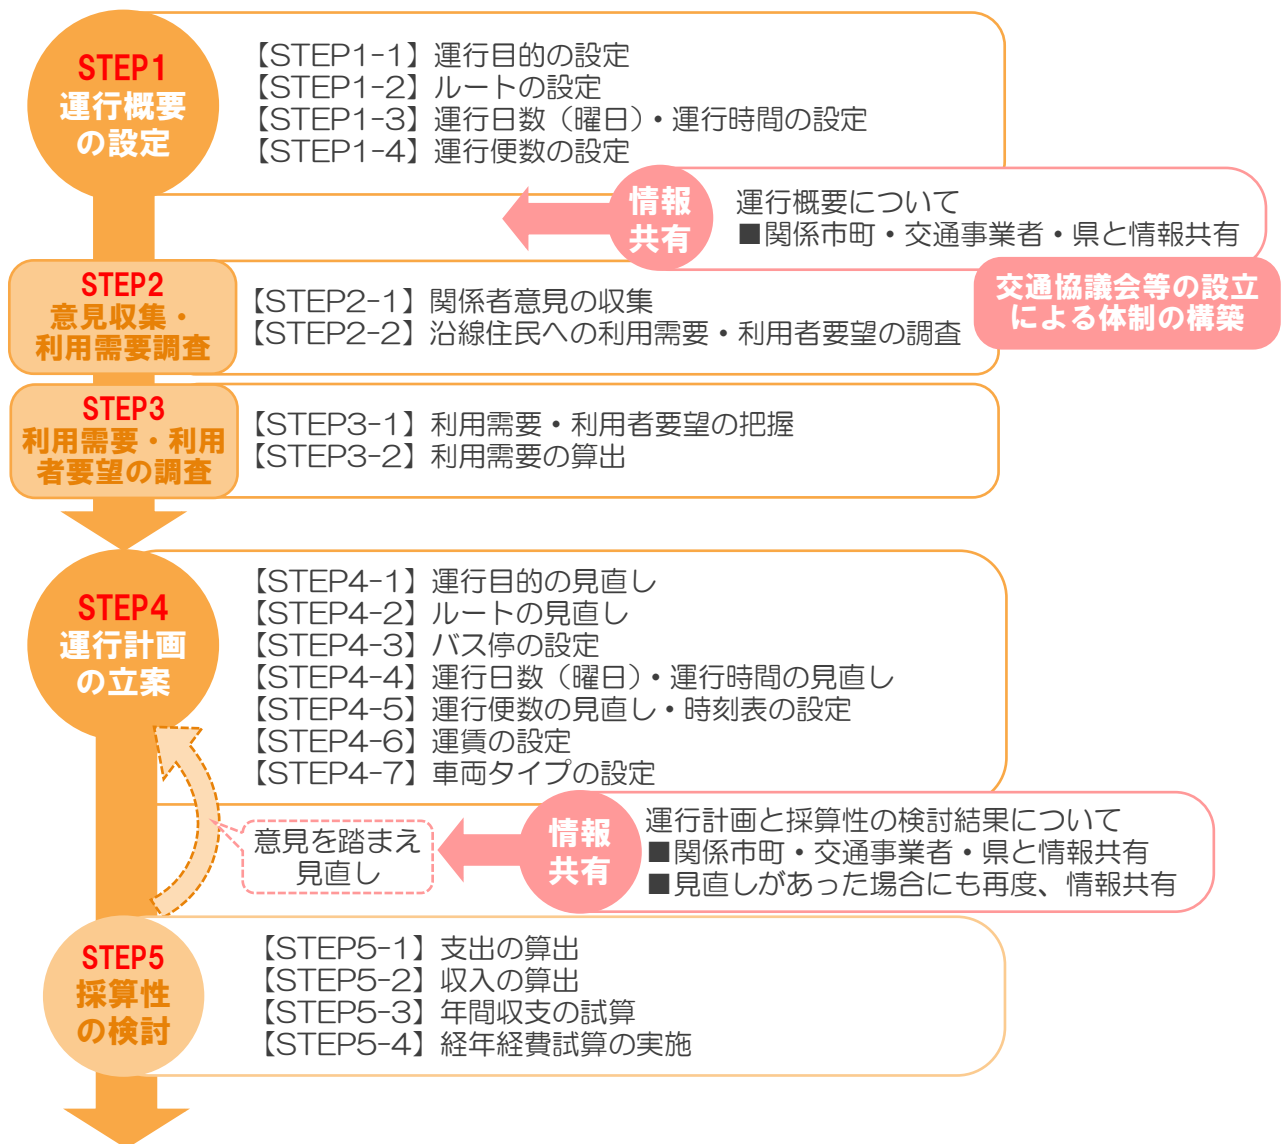 STEP1
運行概要
の設定
【STEP1-1】運行目的の設定
【STEP1-2】ルートの設定
【STEP1-3】運行日数（曜日）・運行時間の設定
【STEP1-4】運行便数の設定
情報
共有
運行概要について
■関係市町・交通事業者・県と情報共有
交通協議会等の設立
による体制の構築
STEP2
意見収集・
利用需要調査
【STEP2-1】関係者意見の収集
【STEP2-2】沿線住民への利用需要・利用者要望の調査
STEP3
利用需要・利用
者要望の調査
【STEP3-1】利用需要・利用者要望の把握
【STEP3-2】利用需要の算出
STEP4
運行計画
の立案
【STEP4-1】運行目的の見直し
【STEP4-2】ルートの見直し
【STEP4-3】バス停の設定
【STEP4-4】運行日数（曜日）・運行時間の見直し
【STEP4-5】運行便数の見直し・時刻表の設定
【STEP4-6】運賃の設定
【STEP4-7】車両タイプの設定
意見を踏まえ
見直し
情報
共有
運行計画と採算性の検討結果について
■関係市町・交通事業者・県と情報共有
■見直しがあった場合にも再度、情報共有
STEP5
採算性
の検討
【STEP5-1】支出の算出
【STEP5-2】収入の算出
【STEP5-3】年間収支の試算
【STEP5-4】経年経費試算の実施